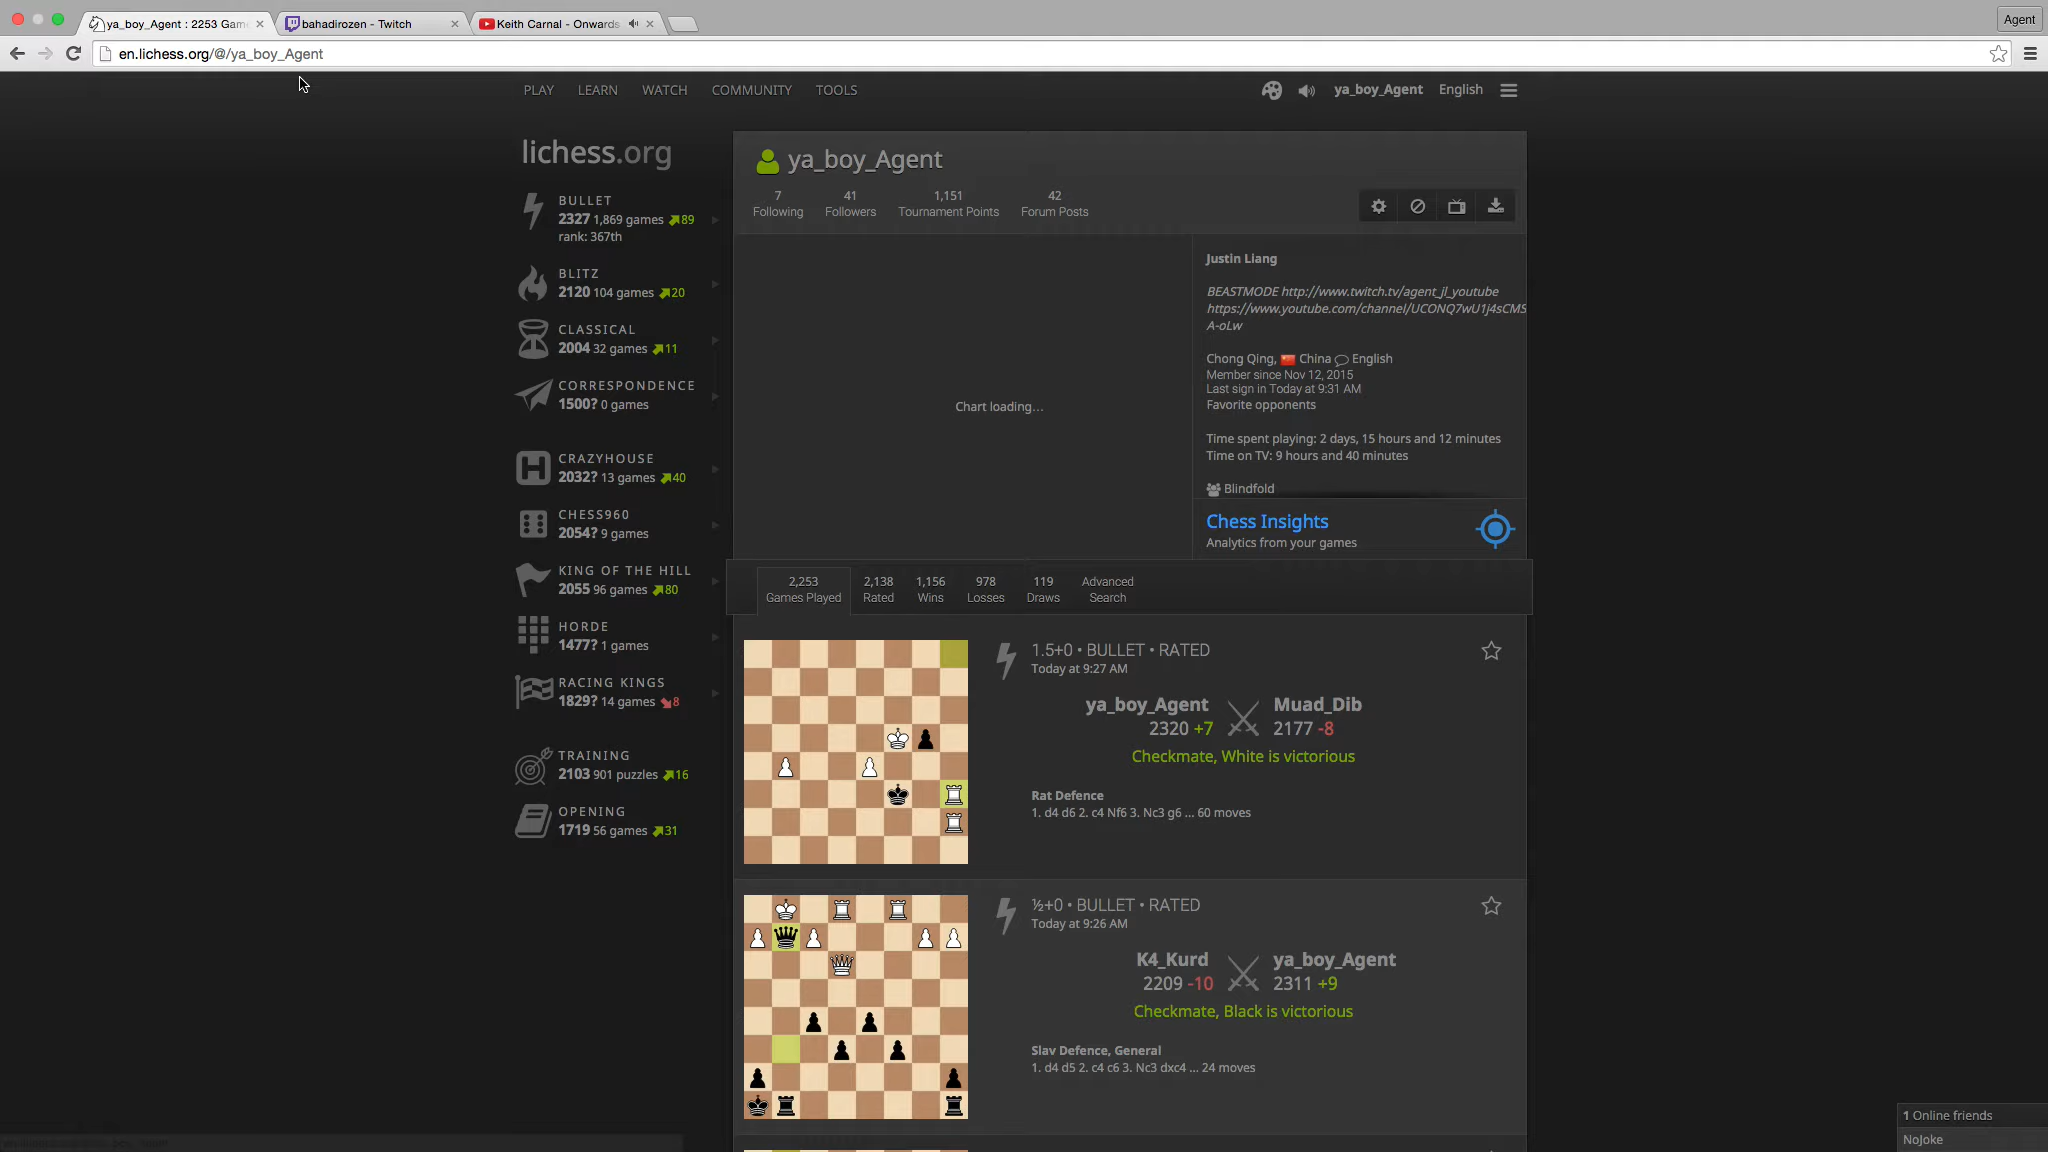 ya_boy_Agent : 2253 Gam
bahadirozen - Twitch
Keith Carnal - Onwards
Agent
en.lichess.org/@/ya_boy_Agent
PLAY LEARN WATCH COMMUNITY TOOLS
ya_boy_Agent English
lichess.org
BULLET
2327 1,869 games 89
rank: 367th
BLITZ
2120 104 games 20
CLASSICAL
2004 32 games 11
CORRESPONDENCE
1500? 0 games
CRAZYHOUSE
2032? 13 games 40
CHESS960
2054? 9 games
KING OF THE HILL
2055 96 games 80
HORDE
1477? 1 games
RACING KINGS
1829? 14 games 8
TRAINING
2103 901 puzzles 16
OPENING
1719 56 games 31
ya_boy_Agent
7 41 1,151 42
Following Followers Tournament Points Forum Posts
Chart loading...
Justin Liang
BEASTMODE http://www.twitch.tv/agent_jl_youtube
https://www.youtube.com/channel/UCONQ7wU1j4sCMS
A-oLw
Chong Qing, China English
Member since Nov 12, 2015
Last sign in Today at 9:31 AM
Favorite opponents
Time spent playing: 2 days, 15 hours and 12 minutes
Time on TV: 9 hours and 40 minutes
Blindfold
Chess Insights
Analytics from your games
2,253 2,138 1,156 978 119 Advanced
Games Played Rated Wins Losses Draws Search
1.5+0 • BULLET • RATED
Today at 9:27 AM
ya_boy_Agent Muad_Dib
2320 +7 2177 -8
Checkmate, White is victorious
Rat Defence
1. d4 d6 2. c4 Nf6 3. Nc3 g6 ... 60 moves
½+0 • BULLET • RATED
Today at 9:26 AM
K4_Kurd ya_boy_Agent
2209 -10 2311 +9
Checkmate, Black is victorious
Slav Defence, General
1. d4 d5 2. c4 c6 3. Nc3 dxc4 ... 24 moves
1 Online friends
NoJoke